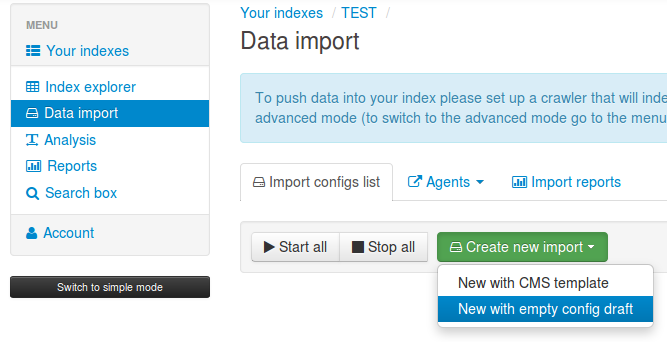 MENU
Your indexes
Index explorer
Data import
Analysis
Reports
Search box
Account
Switch to simple mode
Your indexes / TEST /
Data import
To push data into your index please set up a crawler that will inde
advanced mode (to switch to the advanced mode go to the menu
Import configs list
Agents
Import reports
Start all
Stop all
Create new import
New with CMS template
New with empty config draft